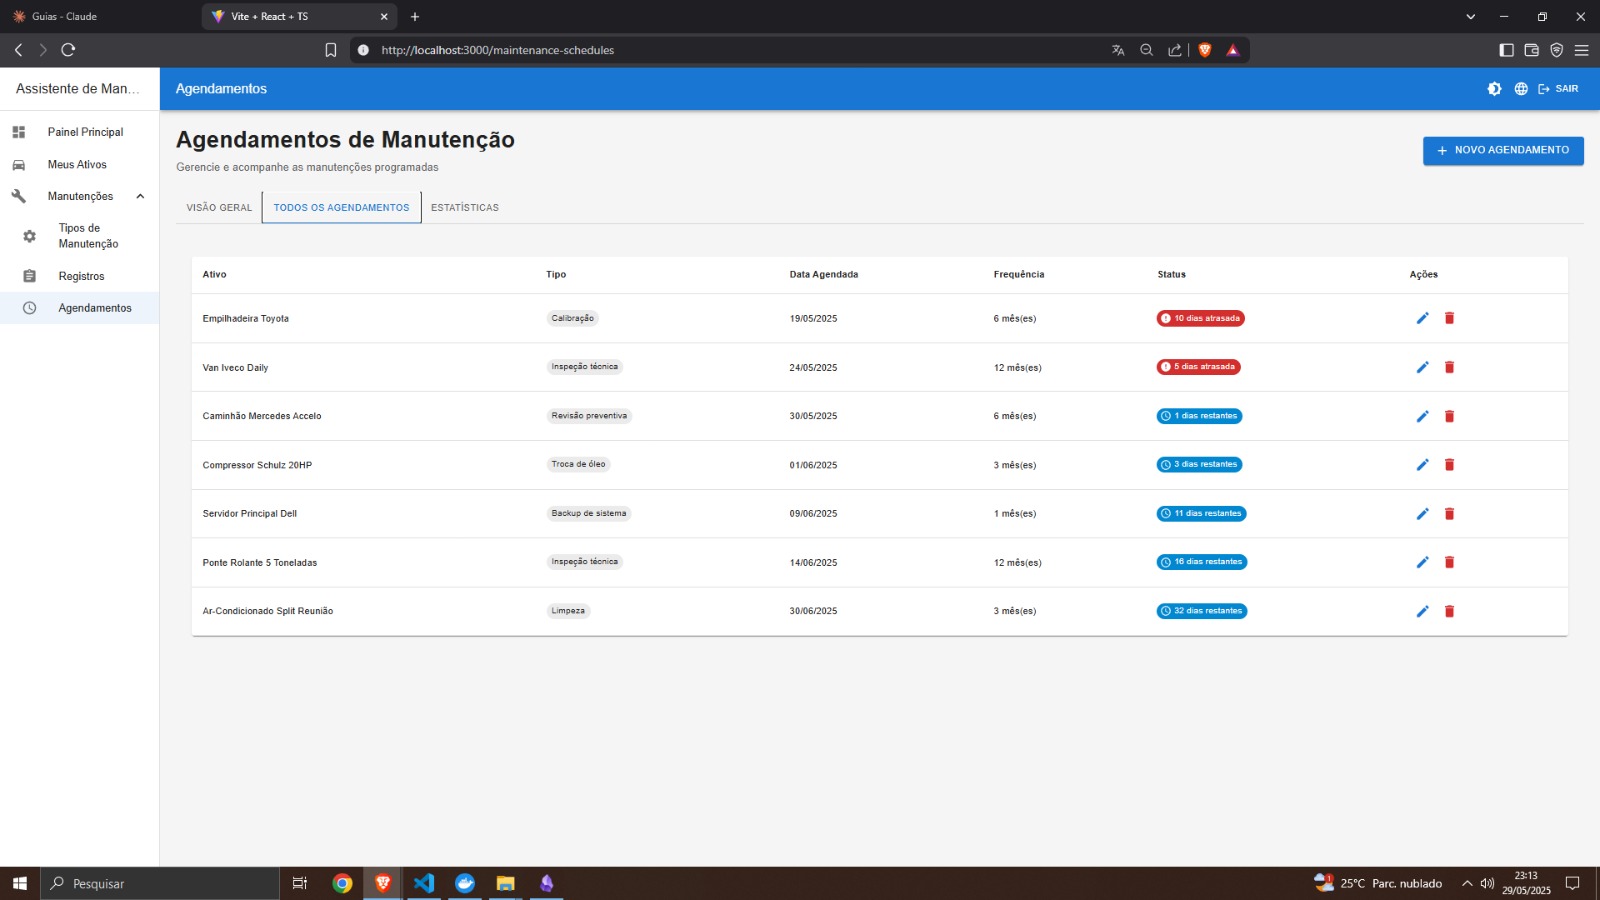 Guias - Claude
Vite + React + TS
http://localhost:3000/maintenance-schedules
Assistente de Man...
Agendamentos
SAIR
Painel Principal
Meus Ativos
Manutenções
Tipos de
Manutenção
Registros
Agendamentos
Agendamentos de Manutenção
Gerencie e acompanhe as manutenções programadas
+ NOVO AGENDAMENTO
VISÃO GERAL TODOS OS AGENDAMENTOS ESTATÍSTICAS
Ativo Tipo Data Agendada Frequência Status Ações
Empilhadeira Toyota Calibração 19/05/2025 6 mês(es) 10 dias atrasada
Van Iveco Daily Inspeção técnica 24/05/2025 12 mês(es) 5 dias atrasada
Caminhão Mercedes Accelo Revisão preventiva 30/05/2025 6 mês(es) 1 dias restantes
Compressor Schulz 20HP Troca de óleo 01/06/2025 3 mês(es) 3 dias restantes
Servidor Principal Dell Backup de sistema 09/06/2025 1 mês(es) 11 dias restantes
Ponte Rolante 5 Toneladas Inspeção técnica 14/06/2025 12 mês(es) 16 dias restantes
Ar-Condicionado Split Reunião Limpeza 30/06/2025 3 mês(es) 32 dias restantes
Pesquisar
1
25°C Parc. nublado
23:13
29/05/2025